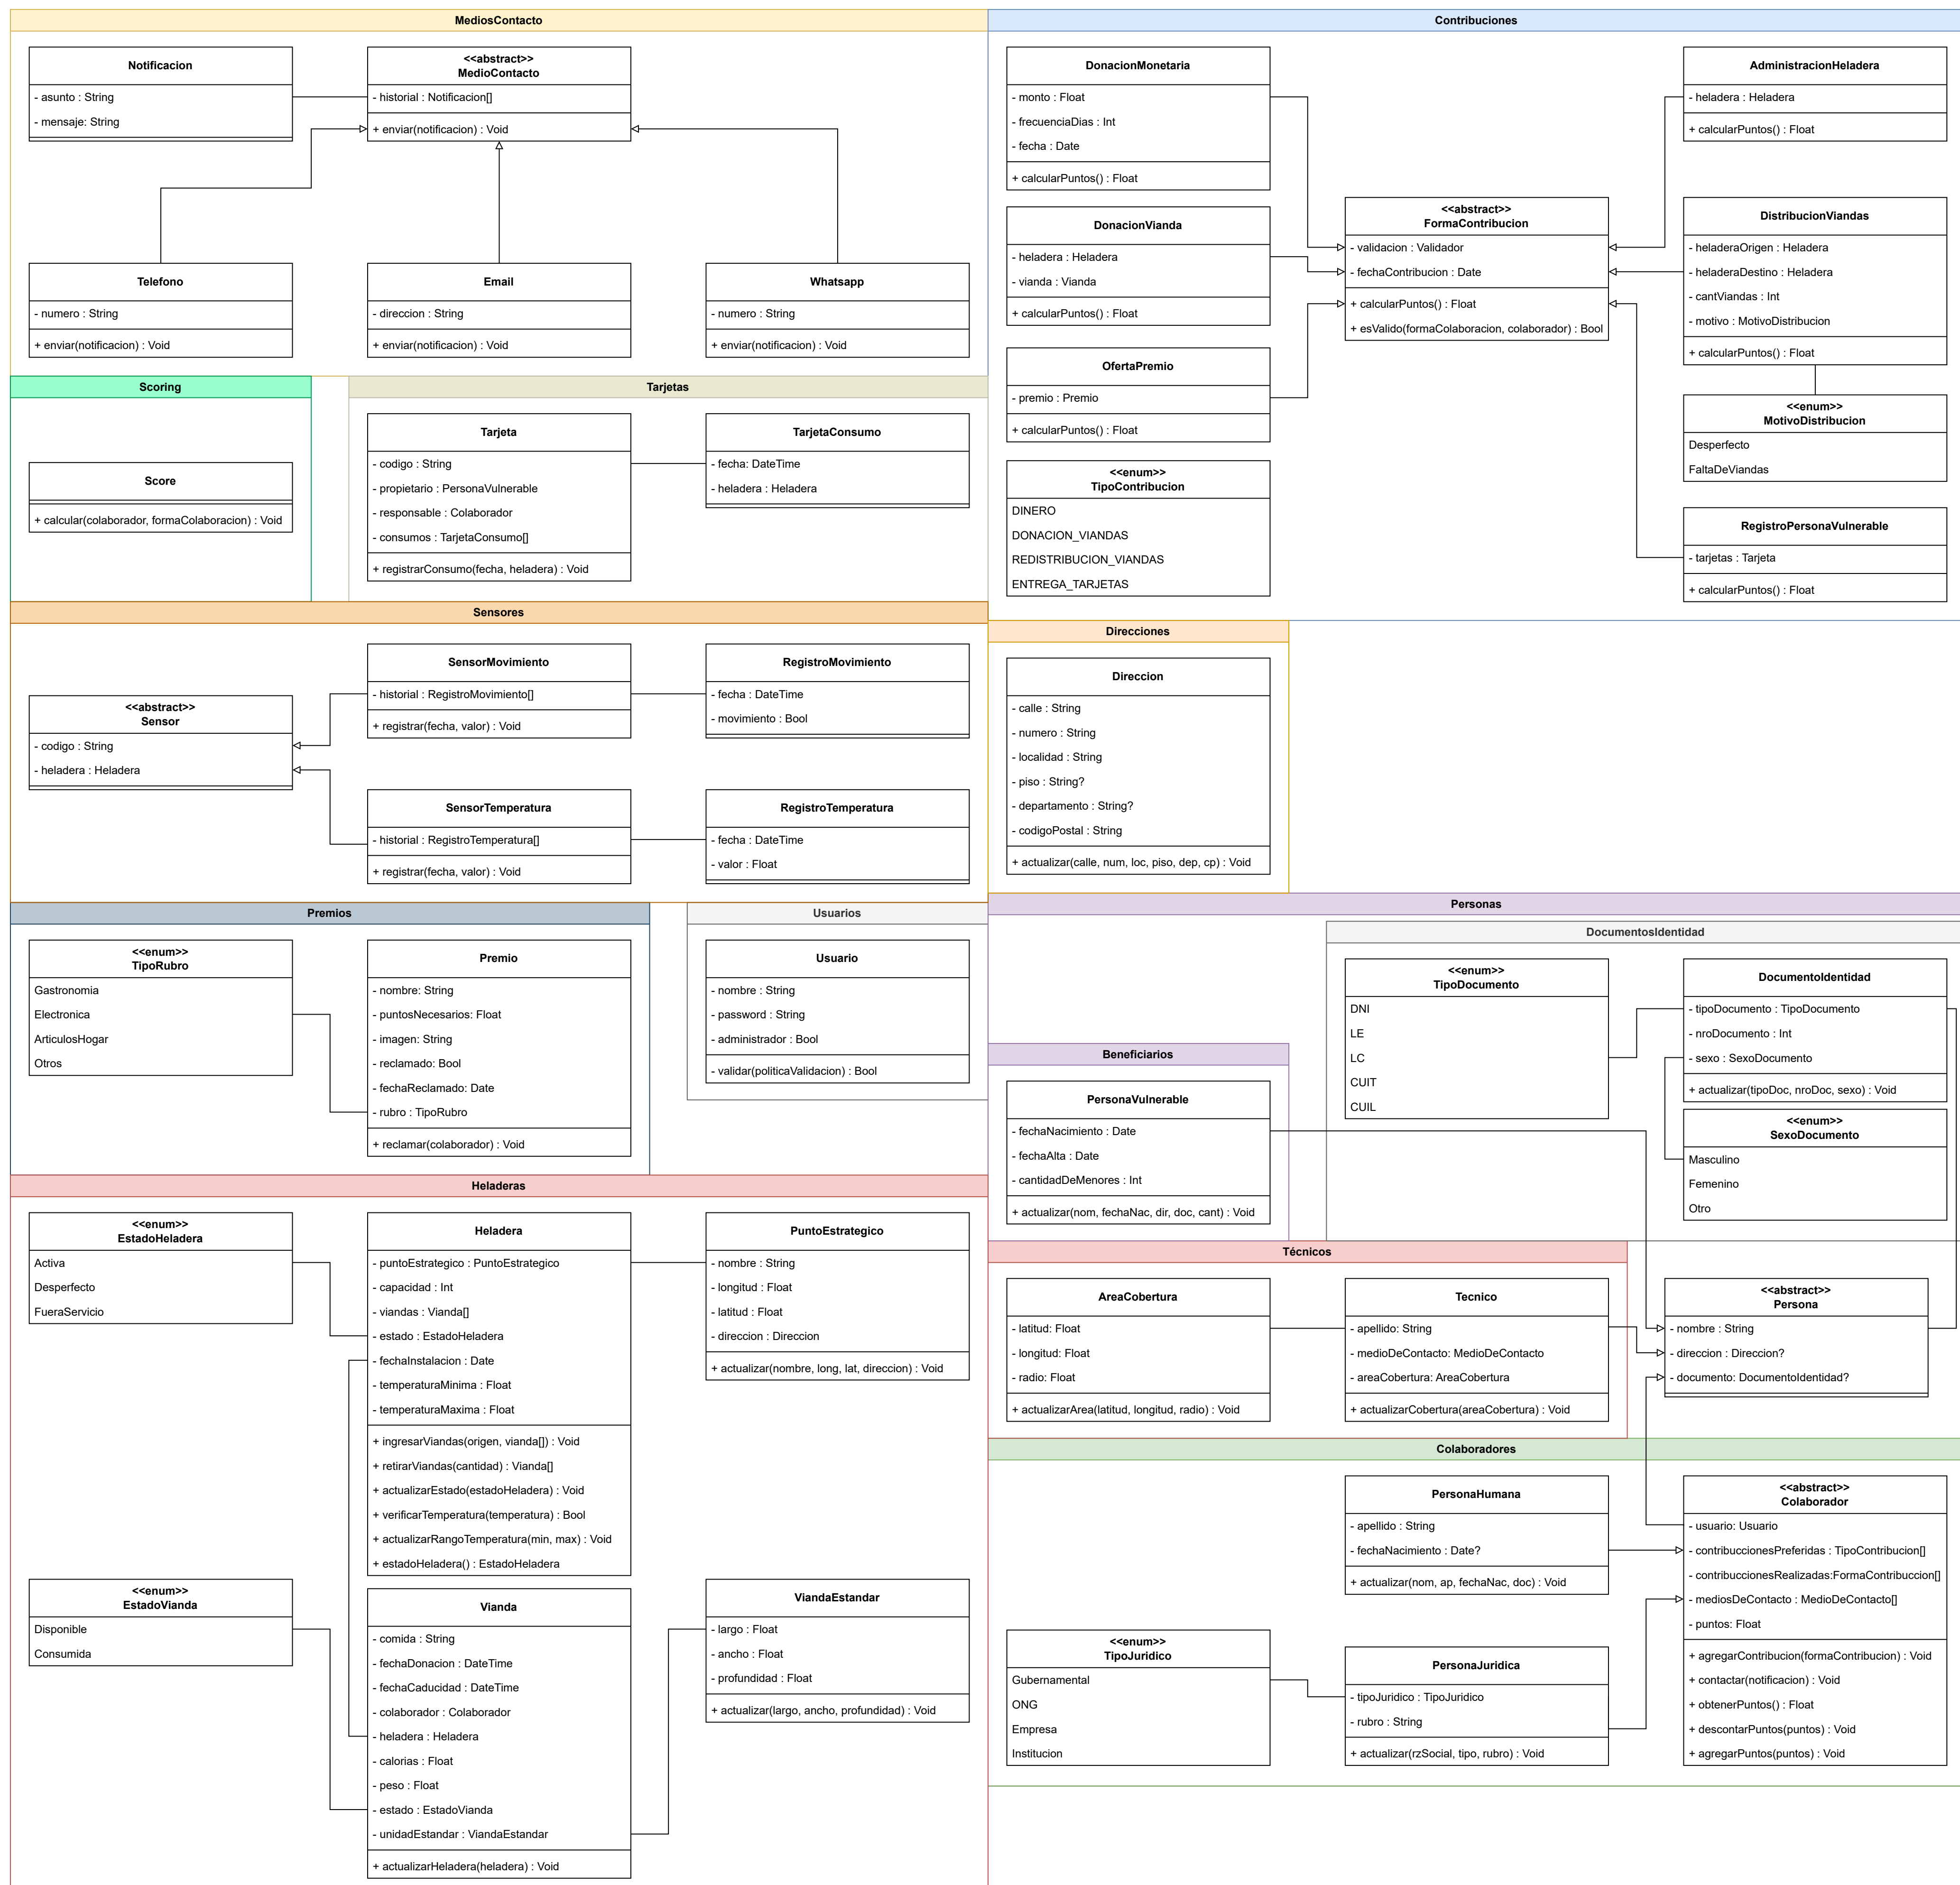 MediosContacto
Notificacion
- asunto : String
- mensaje: String
<<abstract>>
MedioContacto
- historial : Notificacion[]
+ enviar(notificacion) : Void
Telefono
- numero : String
+ enviar(notificacion) : Void
Email
- direccion : String
+ enviar(notificacion) : Void
Whatsapp
- numero : String
+ enviar(notificacion) : Void
Contribuciones
DonacionMonetaria
- monto : Float
- frecuenciaDias : Int
- fecha : Date
+ calcularPuntos() : Float
DonacionVianda
- heladera : Heladera
- vianda : Vianda
+ calcularPuntos() : Float
OfertaPremio
- premio : Premio
+ calcularPuntos() : Float
<<enum>>
TipoContribucion
DINERO
DONACION_VIANDAS
REDISTRIBUCION_VIANDAS
ENTREGA_TARJETAS
<<abstract>>
FormaContribucion
- validacion : Validador
- fechaContribucion : Date
+ calcularPuntos() : Float
+ esValido(formaColaboracion, colaborador) : Bool
AdministracionHeladera
- heladera : Heladera
+ calcularPuntos() : Float
DistribucionViandas
- heladeraOrigen : Heladera
- heladeraDestino : Heladera
- cantViandas : Int
- motivo : MotivoDistribucion
+ calcularPuntos() : Float
<<enum>>
MotivoDistribucion
Desperfecto
FaltaDeViandas
RegistroPersonaVulnerable
- tarjetas : Tarjeta
+ calcularPuntos() : Float
Scoring
Score
+ calcular(colaborador, formaColaboracion) : Void
Tarjetas
Tarjeta
- codigo : String
- propietario : PersonaVulnerable
- responsable : Colaborador
- consumos : TarjetaConsumo[]
+ registrarConsumo(fecha, heladera) : Void
TarjetaConsumo
- fecha: DateTime
- heladera : Heladera
Sensores
<<abstract>>
Sensor
- codigo : String
- heladera : Heladera
SensorMovimiento
- historial : RegistroMovimiento[]
+ registrar(fecha, valor) : Void
RegistroMovimiento
- fecha : DateTime
- movimiento : Bool
SensorTemperatura
- historial : RegistroTemperatura[]
+ registrar(fecha, valor) : Void
RegistroTemperatura
- fecha : DateTime
- valor : Float
Direcciones
Direccion
- calle : String
- numero : String
- localidad : String
- piso : String?
- departamento : String?
- codigoPostal : String
+ actualizar(calle, num, loc, piso, dep, cp) : Void
Premios
<<enum>>
TipoRubro
Gastronomia
Electronica
ArticulosHogar
Otros
Premio
- nombre: String
- puntosNecesarios: Float
- imagen: String
- reclamado: Bool
- fechaReclamado: Date
- rubro : TipoRubro
+ reclamar(colaborador) : Void
Usuarios
Usuario
- nombre : String
- password : String
- administrador : Bool
- validar(politicaValidacion) : Bool
Personas
DocumentosIdentidad
<<enum>>
TipoDocumento
DNI
LE
LC
CUIT
CUIL
DocumentoIdentidad
- tipoDocumento : TipoDocumento
- nroDocumento : Int
- sexo : SexoDocumento
+ actualizar(tipoDoc, nroDoc, sexo) : Void
<<enum>>
SexoDocumento
Masculino
Femenino
Otro
Beneficiarios
PersonaVulnerable
- fechaNacimiento : Date
- fechaAlta : Date
- cantidadDeMenores : Int
+ actualizar(nom, fechaNac, dir, doc, cant) : Void
Técnicos
AreaCobertura
- latitud: Float
- longitud: Float
- radio: Float
+ actualizarArea(latitud, longitud, radio) : Void
Tecnico
- apellido: String
- medioDeContacto: MedioDeContacto
- areaCobertura: AreaCobertura
+ actualizarCobertura(areaCobertura) : Void
<<abstract>>
Persona
- nombre : String
- direccion : Direccion?
- documento: DocumentoIdentidad?
Heladeras
<<enum>>
EstadoHeladera
Activa
Desperfecto
FueraServicio
Heladera
- puntoEstrategico : PuntoEstrategico
- capacidad : Int
- viandas : Vianda[]
- estado : EstadoHeladera
- fechaInstalacion : Date
- temperaturaMinima : Float
- temperaturaMaxima : Float
+ ingresarViandas(origen, vianda[]) : Void
+ retirarViandas(cantidad) : Vianda[]
+ actualizarEstado(estadoHeladera) : Void
+ verificarTemperatura(temperatura) : Bool
+ actualizarRangoTemperatura(min, max) : Void
+ estadoHeladera() : EstadoHeladera
PuntoEstrategico
- nombre : String
- longitud : Float
- latitud : Float
- direccion : Direccion
+ actualizar(nombre, long, lat, direccion) : Void
<<enum>>
EstadoVianda
Disponible
Consumida
Vianda
- comida : String
- fechaDonacion : DateTime
- fechaCaducidad : DateTime
- colaborador : Colaborador
- heladera : Heladera
- calorias : Float
- peso : Float
- estado : EstadoVianda
- unidadEstandar : ViandaEstandar
+ actualizarHeladera(heladera) : Void
ViandaEstandar
- largo : Float
- ancho : Float
- profundidad : Float
+ actualizar(largo, ancho, profundidad) : Void
Colaboradores
PersonaHumana
- apellido : String
- fechaNacimiento : Date?
+ actualizar(nom, ap, fechaNac, doc) : Void
<<abstract>>
Colaborador
- usuario: Usuario
- contribuccionesPreferidas : TipoContribucion[]
- contribuccionesRealizadas:FormaContribuccion[]
- mediosDeContacto : MedioDeContacto[]
- puntos: Float
+ agregarContribucion(formaContribucion) : Void
+ contactar(notificacion) : Void
+ obtenerPuntos() : Float
+ descontarPuntos(puntos) : Void
+ agregarPuntos(puntos) : Void
<<enum>>
TipoJuridico
Gubernamental
ONG
Empresa
Institucion
PersonaJuridica
- tipoJuridico : TipoJuridico
- rubro : String
+ actualizar(rzSocial, tipo, rubro) : Void